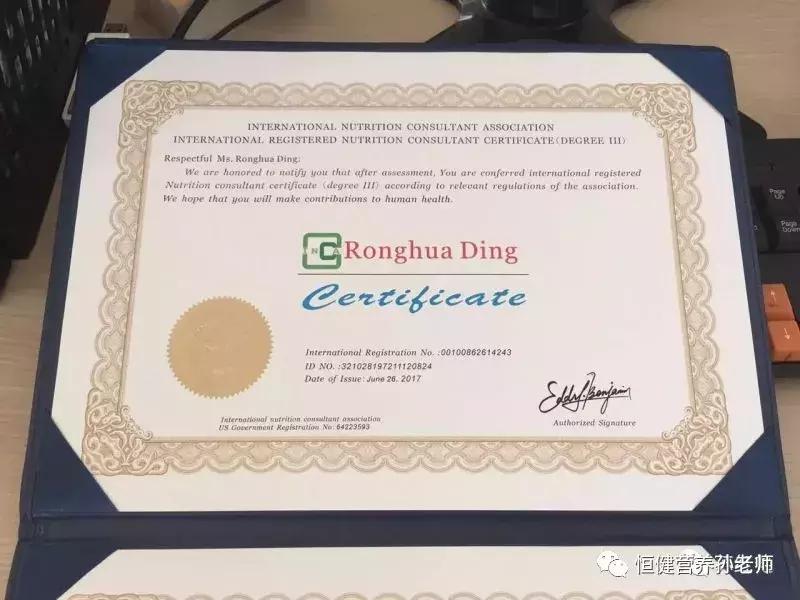 INTERNATIONAL NUTRITION CONSULTANT ASSOCIATION
INTERNATIONAL REGISTERED NUTRITION CONSULTANT CERTIFICATE(DEGREE III)
Respectful Ms. Ronghua Ding:
We are honored to notify you that after assessment, You are conferred international registered
Nutrition consultant certificate (degree III) according to relevant regulations of the association.
We hope that you will make contributions to human health.
INCA Ronghua Ding
Certificate
International Registration No. :00100862614243
ID NO. :321028197211120824
Date of Issue: June 26, 2017
Eddy.Benjamin
Authorized Signature
International nutrition consultant association
US Government Registration No: 64223593
Page
Up
Page
Down
恒健营养孙老师